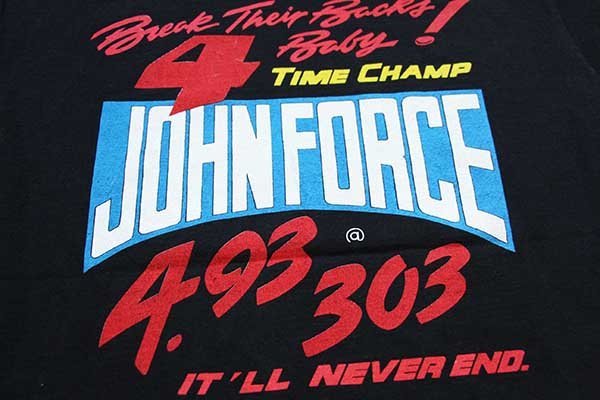 Break Their Backs
Baby!
4 TIME CHAMP
JOHN FORCE
4.93 @ 303
IT'LL NEVER END.